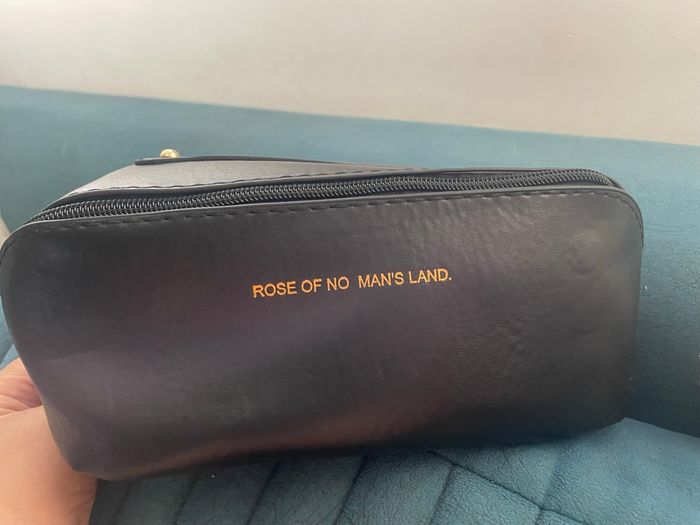 ROSE OF NO MAN'S LAND.